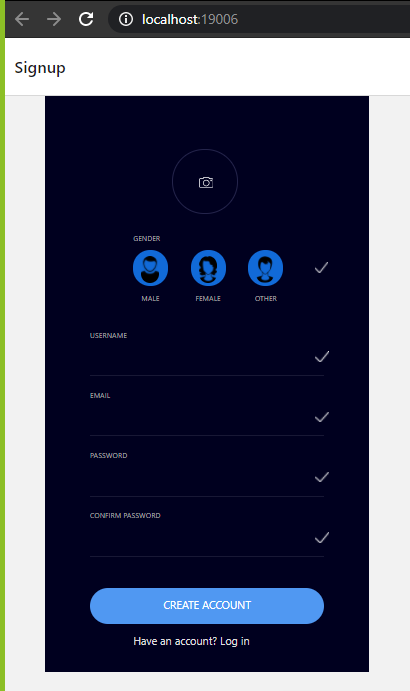 localhost:19006
Signup
GENDER
MALE FEMALE OTHER
USERNAME
EMAIL
PASSWORD
CONFIRM PASSWORD
CREATE ACCOUNT
Have an account? Log in